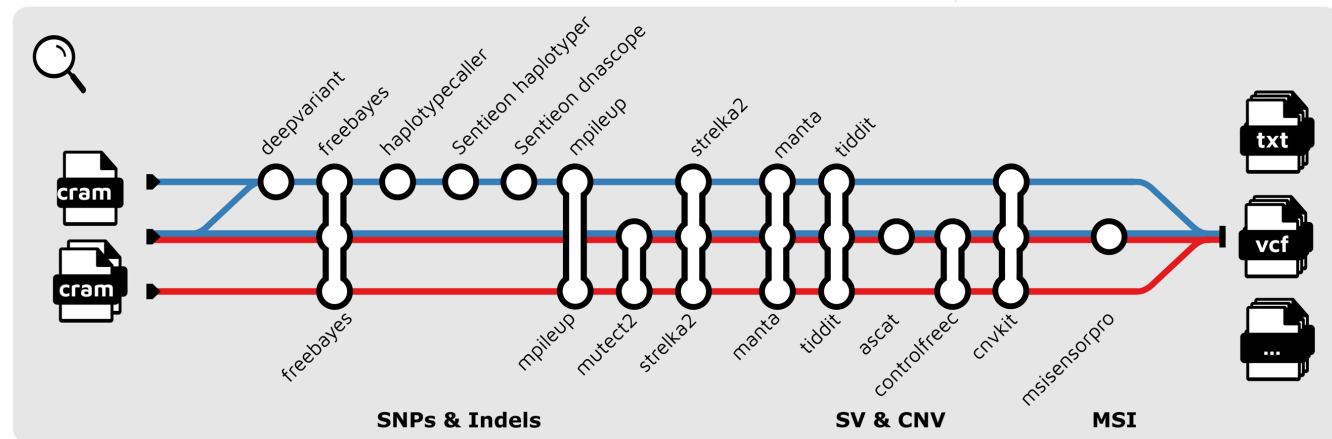 deepvariant
freebayes
haplotypecaller
Sentieon haplotyper
Sentieon dnascope
mpileup
strelka2
manta
tiddit
cram
cram
txt
vcf
...
freebayes
mpileup
mutect2
strelka2
manta
tiddit
ascat
controlfreec
cnvkit
msisensorpro
SNPs & Indels
SV & CNV
MSI